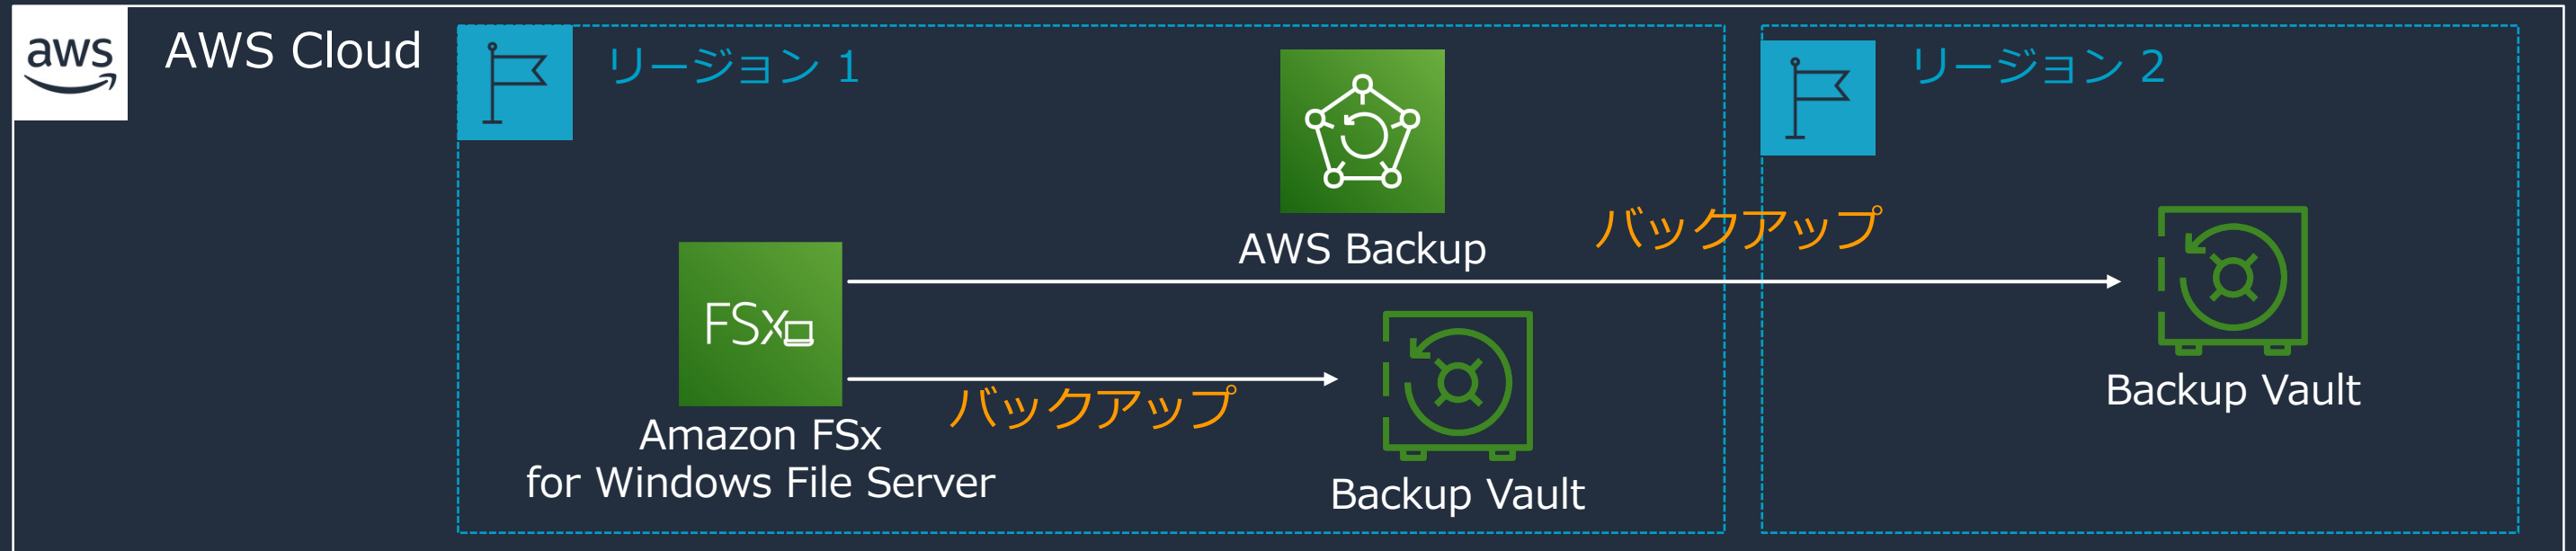 aws
AWS Cloud
リージョン 1
リージョン 2
AWS Backup
バックアップ
FSx
バックアップ
Amazon FSx
for Windows File Server
Backup Vault
Backup Vault